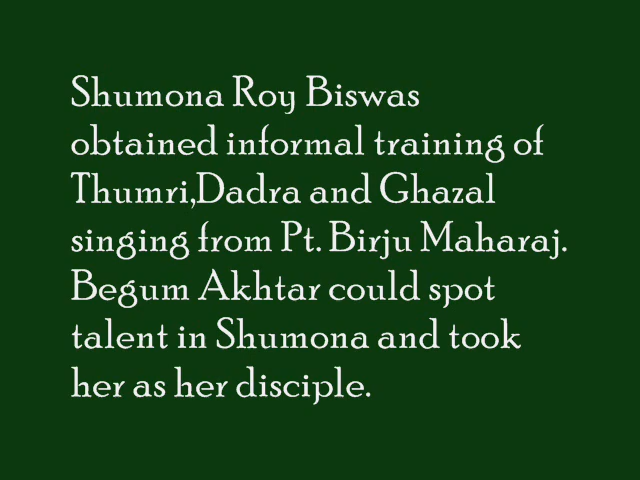 Shumona Roy Biswas
obtained informal training of
Thumri,Dadra and Ghazal
singing from Pt. Birju Maharaj.
Begum Akhtar could spot
talent in Shumona and took
her as her disciple.